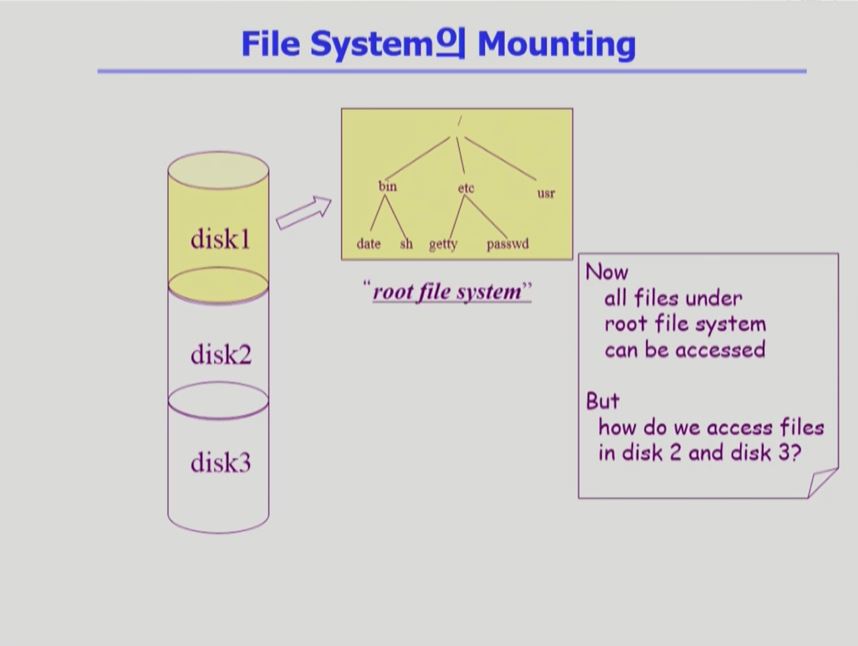 File System의 Mounting
disk1
disk2
disk3
/
bin etc usr
date sh getty passwd
“root file system”
Now
all files under
root file system
can be accessed
But
how do we access files
in disk 2 and disk 3?